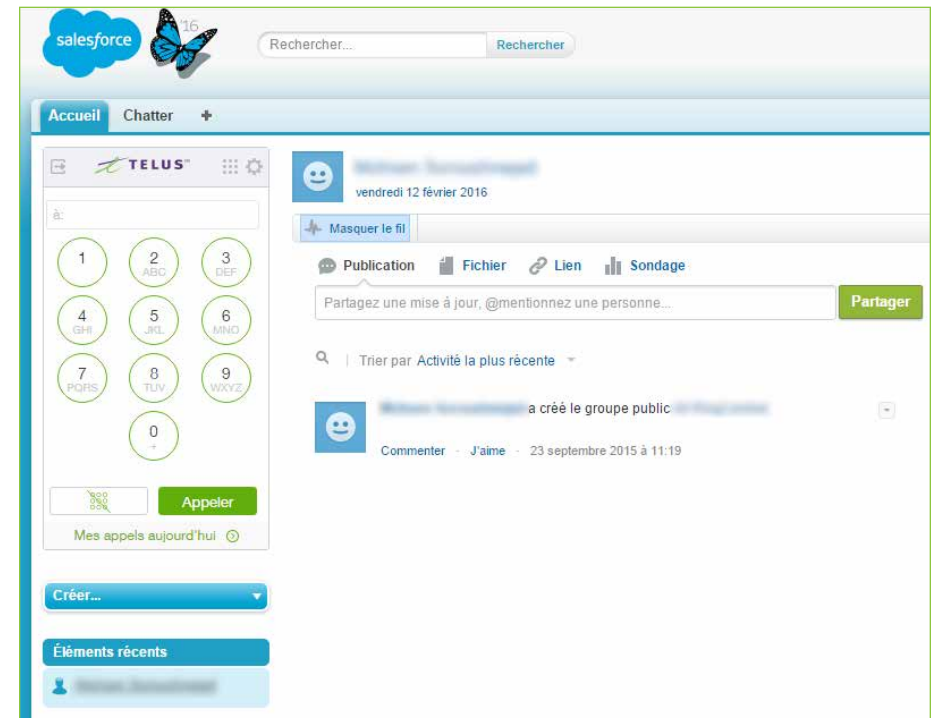 salesforce
'16
Rechercher...
Rechercher
Accueil
Chatter
TELUS
à:
1
2
ABC
3
DEF
4
GHI
5
JKL
6
MNO
7
PQRS
8
TUV
9
WXYZ
0
+
Appeler
Mes appels aujourd'hui
Créer...
Éléments récents
vendredi 12 février 2016
Masquer le fil
Publication
Fichier
Lien
Sondage
Partagez une mise à jour, @mentionnez une personne...
Partager
Trier par Activité la plus récente
a créé le groupe public
Commenter · J'aime · 23 septembre 2015 à 11:19